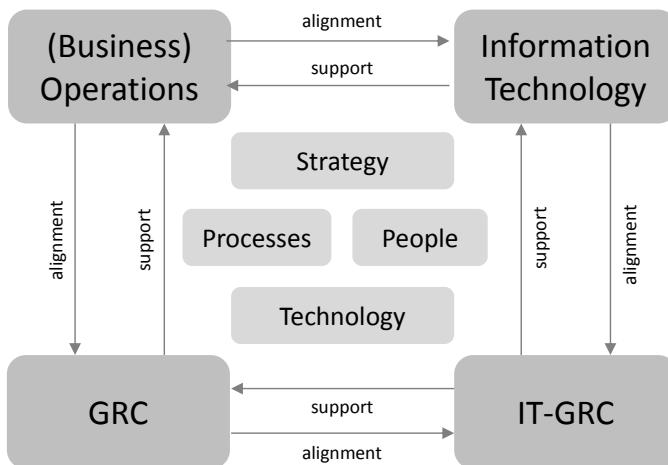 (Business)
Operations
alignment
support
Information
Technology
Strategy
Processes
People
Technology
alignment
support
support
alignment
GRC
support
alignment
IT-GRC